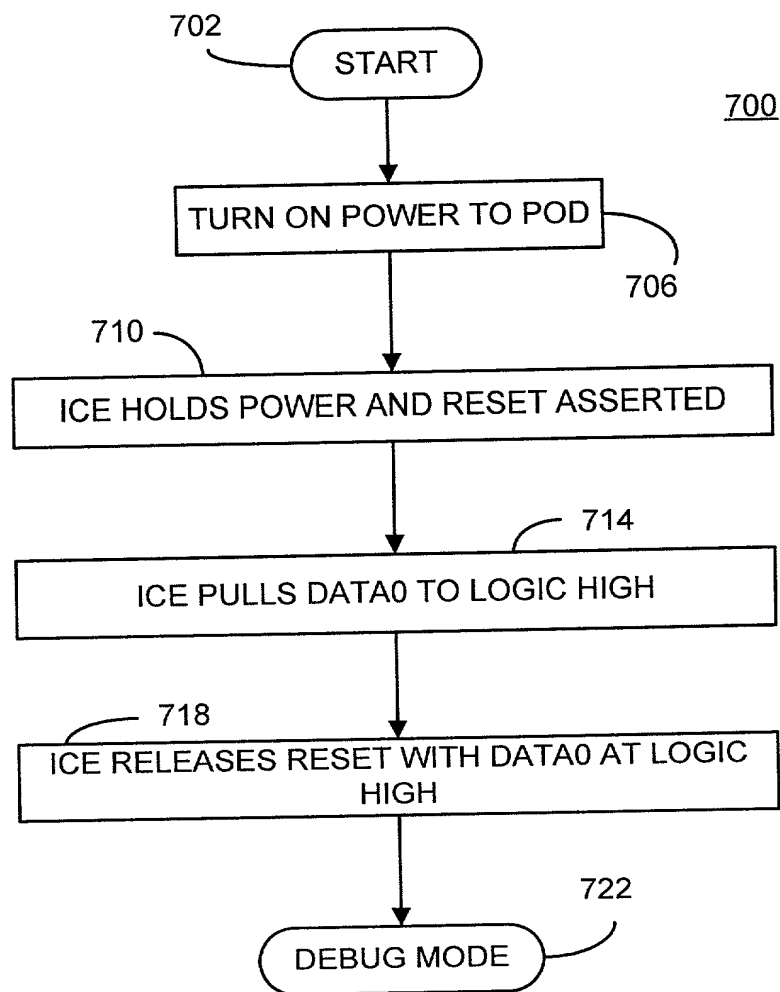 702
START
700
TURN ON POWER TO POD
706
710
ICE HOLDS POWER AND RESET ASSERTED
714
ICE PULLS DATA0 TO LOGIC HIGH
718
ICE RELEASES RESET WITH DATA0 AT LOGIC
HIGH
722
DEBUG MODE